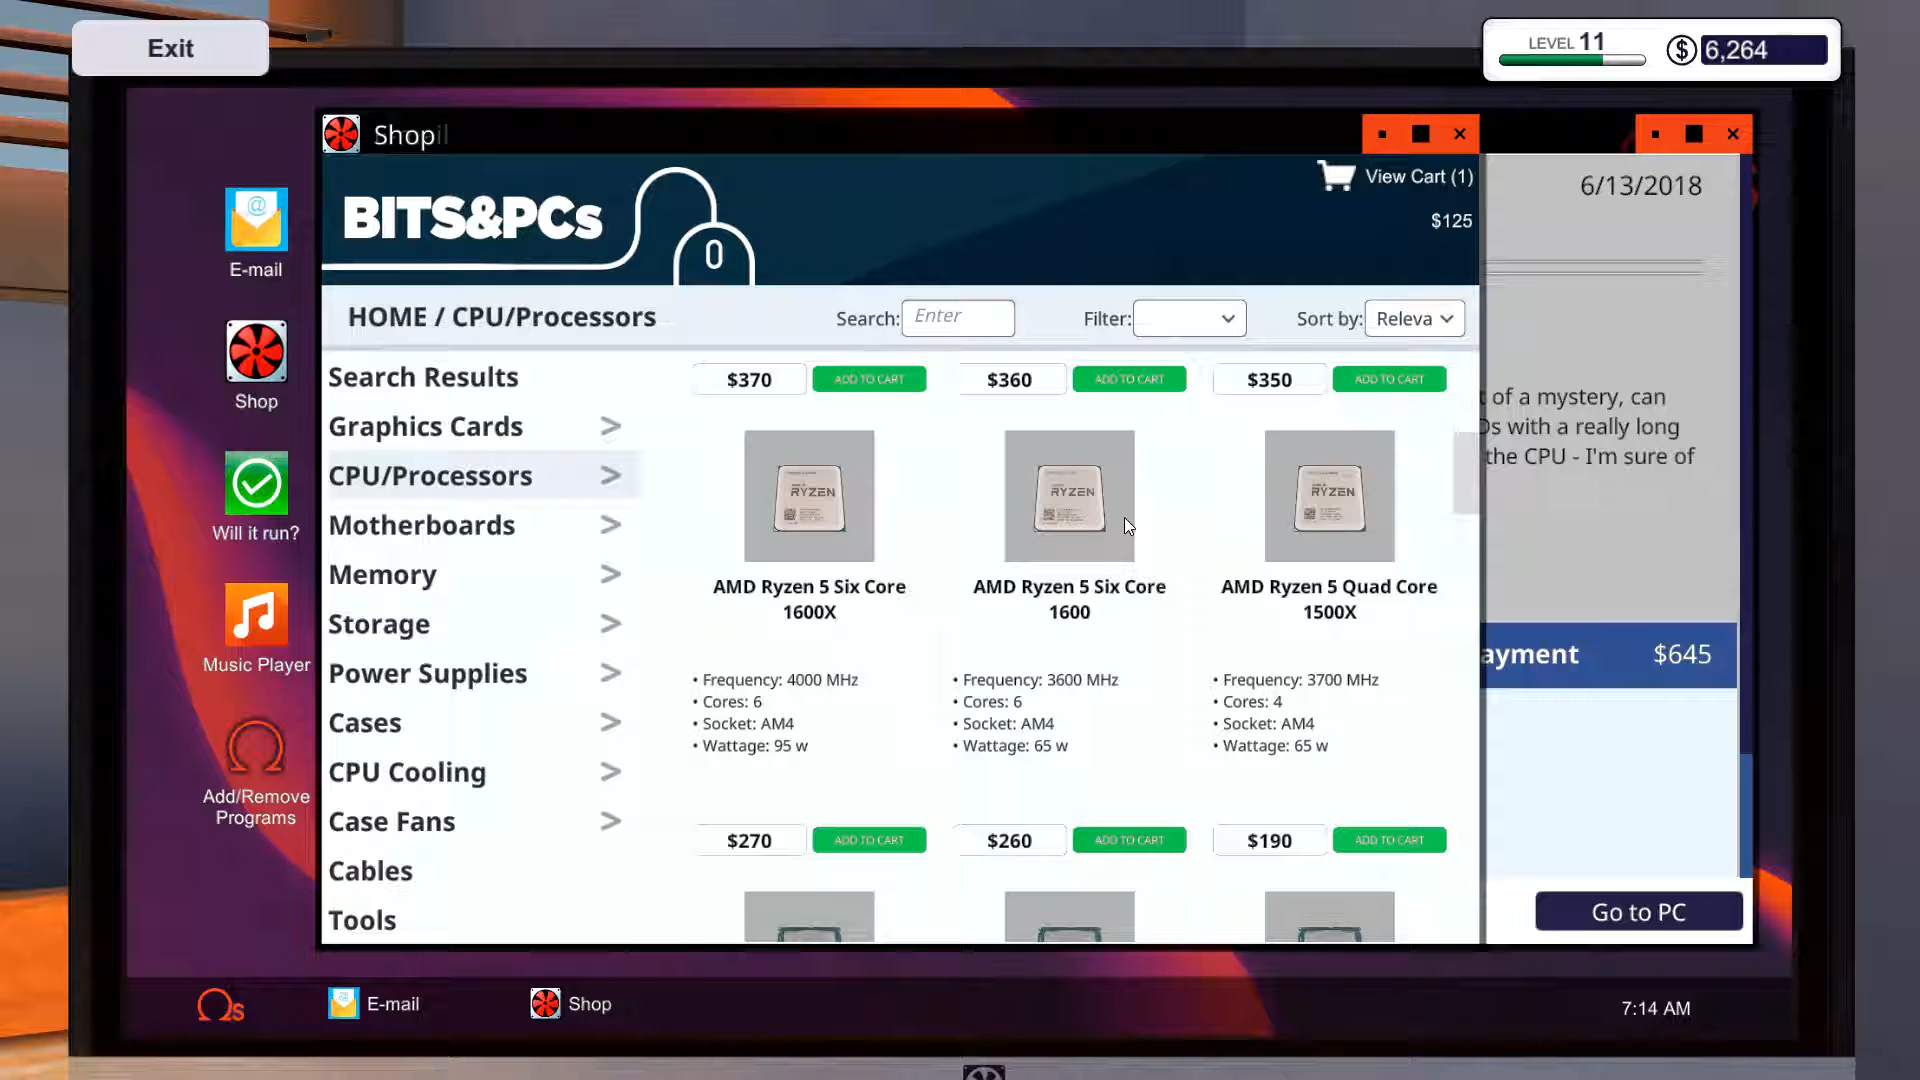 Exit
LEVEL 11
$ 6,264
Shop
View Cart (1)
$125
BITS&PCs
6/13/2018
E-mail
Shop
Will it run?
Music Player
Add/Remove
Programs
HOME / CPU/Processors
Search:
Enter
Filter:
Sort by:
Releva
Search Results
Graphics Cards >
CPU/Processors >
Motherboards >
Memory >
Storage >
Power Supplies >
Cases >
CPU Cooling >
Case Fans >
Cables
Tools
$370
ADD TO CART
$360
ADD TO CART
$350
ADD TO CART
RYZEN
RYZEN
RYZEN
AMD Ryzen 5 Six Core
1600X
• Frequency: 4000 MHz
• Cores: 6
• Socket: AM4
• Wattage: 95 w
$270
ADD TO CART
AMD Ryzen 5 Six Core
1600
• Frequency: 3600 MHz
• Cores: 6
• Socket: AM4
• Wattage: 65 w
$260
ADD TO CART
AMD Ryzen 5 Quad Core
1500X
• Frequency: 3700 MHz
• Cores: 4
• Socket: AM4
• Wattage: 65 w
$190
ADD TO CART
of a mystery, can
with a really long
the CPU - I'm sure of
ayment $645
Go to PC
Ωs
E-mail
Shop
7:14 AM